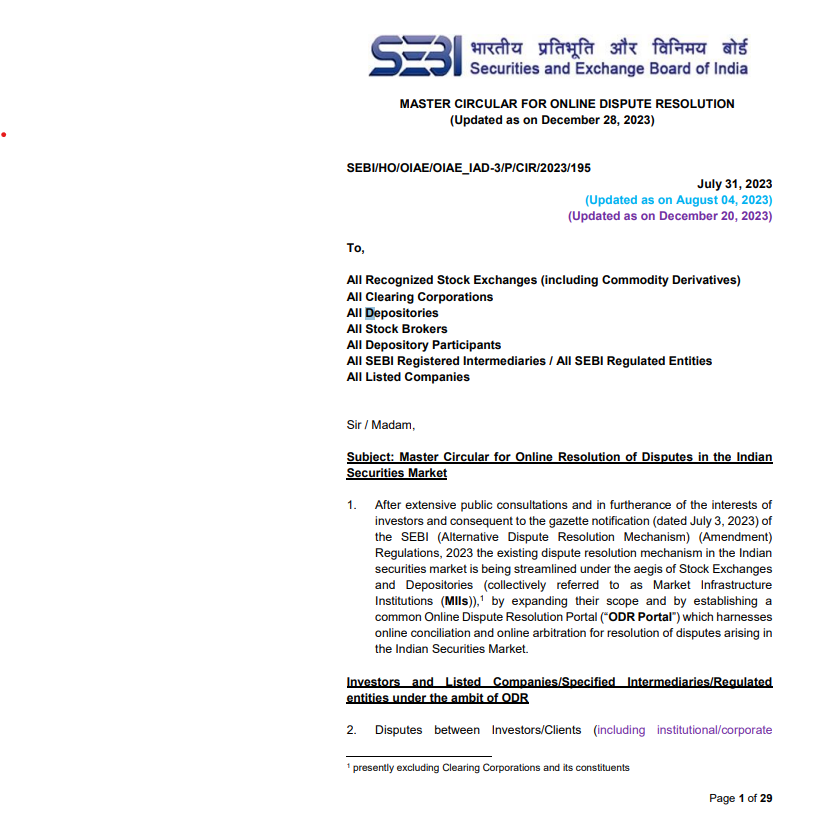 SEBI भारतीय प्रतिभूति और विनिमय बोर्ड
Securities and Exchange Board of India
MASTER CIRCULAR FOR ONLINE DISPUTE RESOLUTION
(Updated as on December 28, 2023)
SEBI/HO/OIAE/OIAE_IAD-3/P/CIR/2023/195
July 31, 2023
(Updated as on August 04, 2023)
(Updated as on December 20, 2023)
To,
All Recognized Stock Exchanges (including Commodity Derivatives)
All Clearing Corporations
All Depositories
All Stock Brokers
All Depository Participants
All SEBI Registered Intermediaries / All SEBI Regulated Entities
All Listed Companies
Sir / Madam,
Subject: Master Circular for Online Resolution of Disputes in the Indian
Securities Market
1. After extensive public consultations and in furtherance of the interests of
investors and consequent to the gazette notification (dated July 3, 2023) of
the SEBI (Alternative Dispute Resolution Mechanism) (Amendment)
Regulations, 2023 the existing dispute resolution mechanism in the Indian
securities market is being streamlined under the aegis of Stock Exchanges
and Depositories (collectively referred to as Market Infrastructure
Institutions (MIIs)),¹ by expanding their scope and by establishing a
common Online Dispute Resolution Portal (“ODR Portal”) which harnesses
online conciliation and online arbitration for resolution of disputes arising in
the Indian Securities Market.
Investors and Listed Companies/Specified Intermediaries/Regulated
entities under the ambit of ODR
2. Disputes between Investors/Clients (including institutional/corporate
¹ presently excluding Clearing Corporations and its constituents
Page 1 of 29